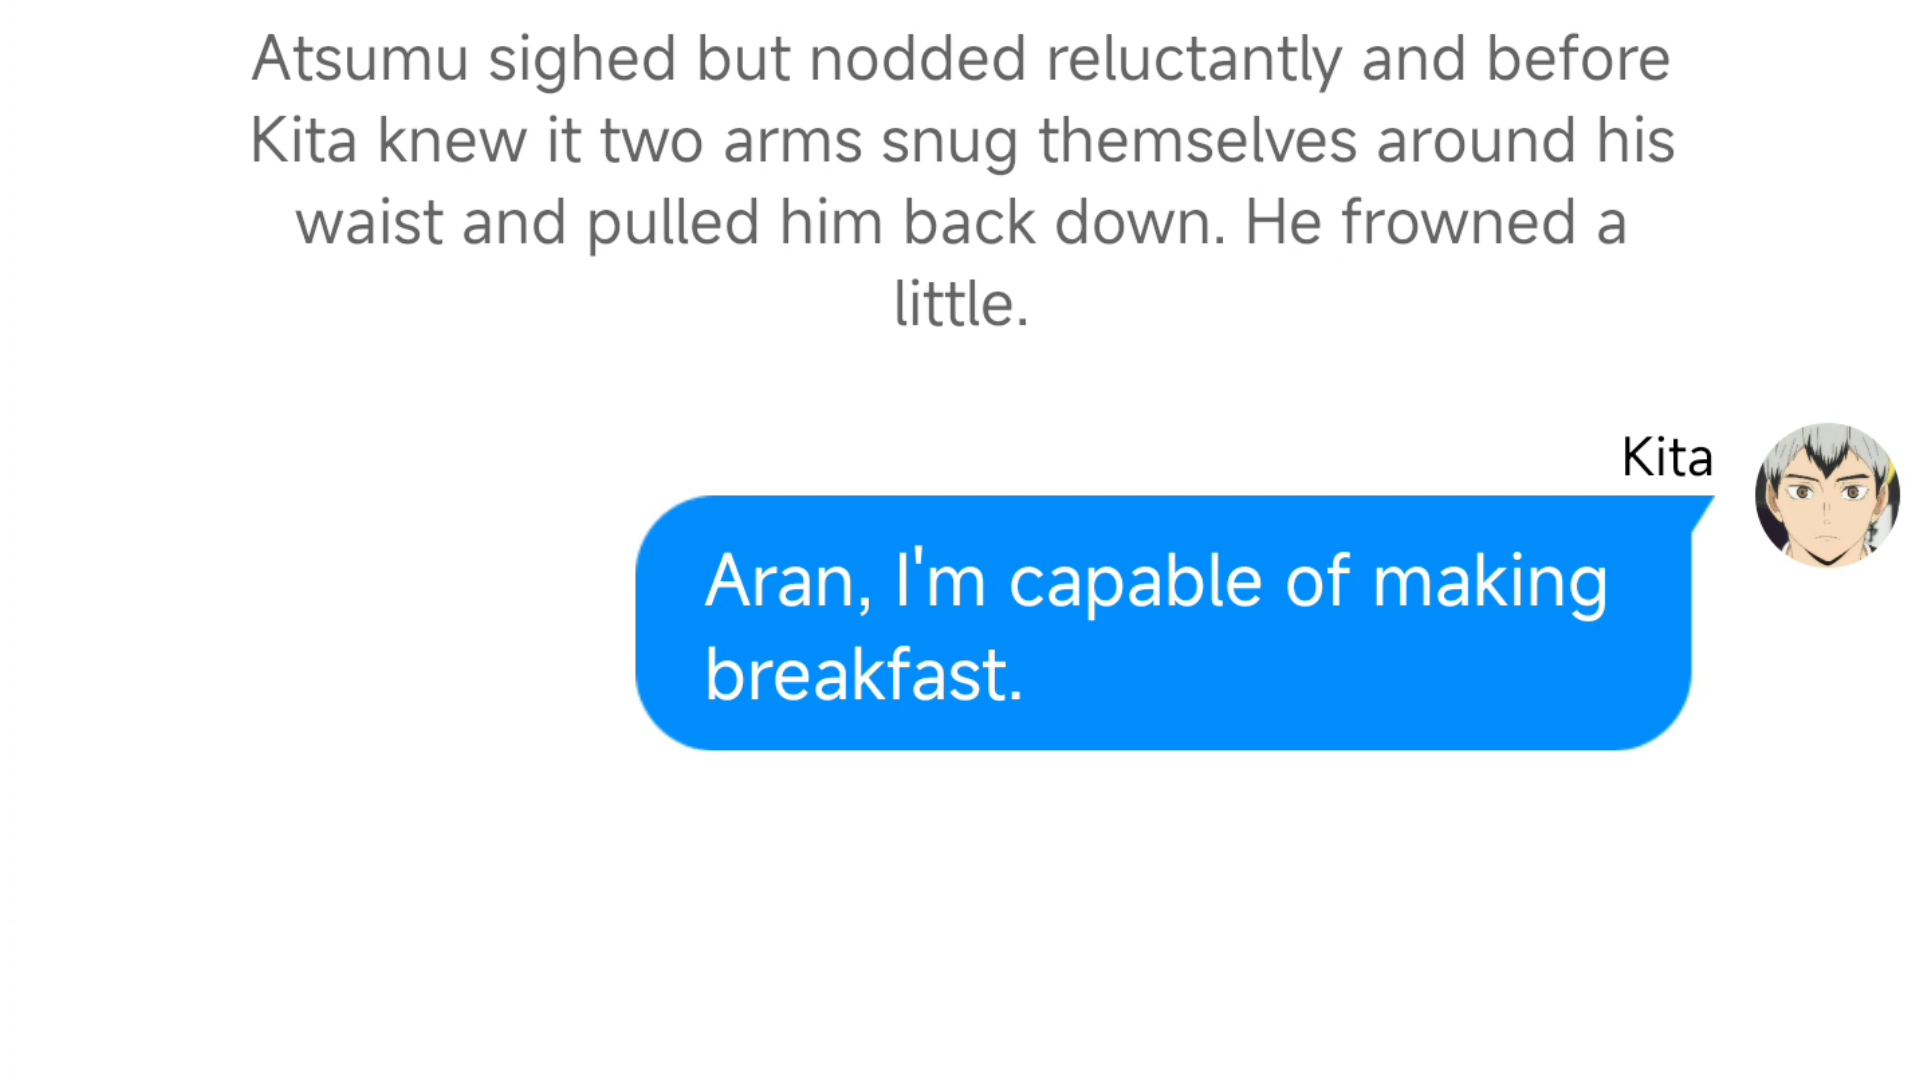 Atsumu sighed but nodded reluctantly and before
Kita knew it two arms snug themselves around his
waist and pulled him back down. He frowned a
little.
Kita
Aran, I'm capable of making
breakfast.